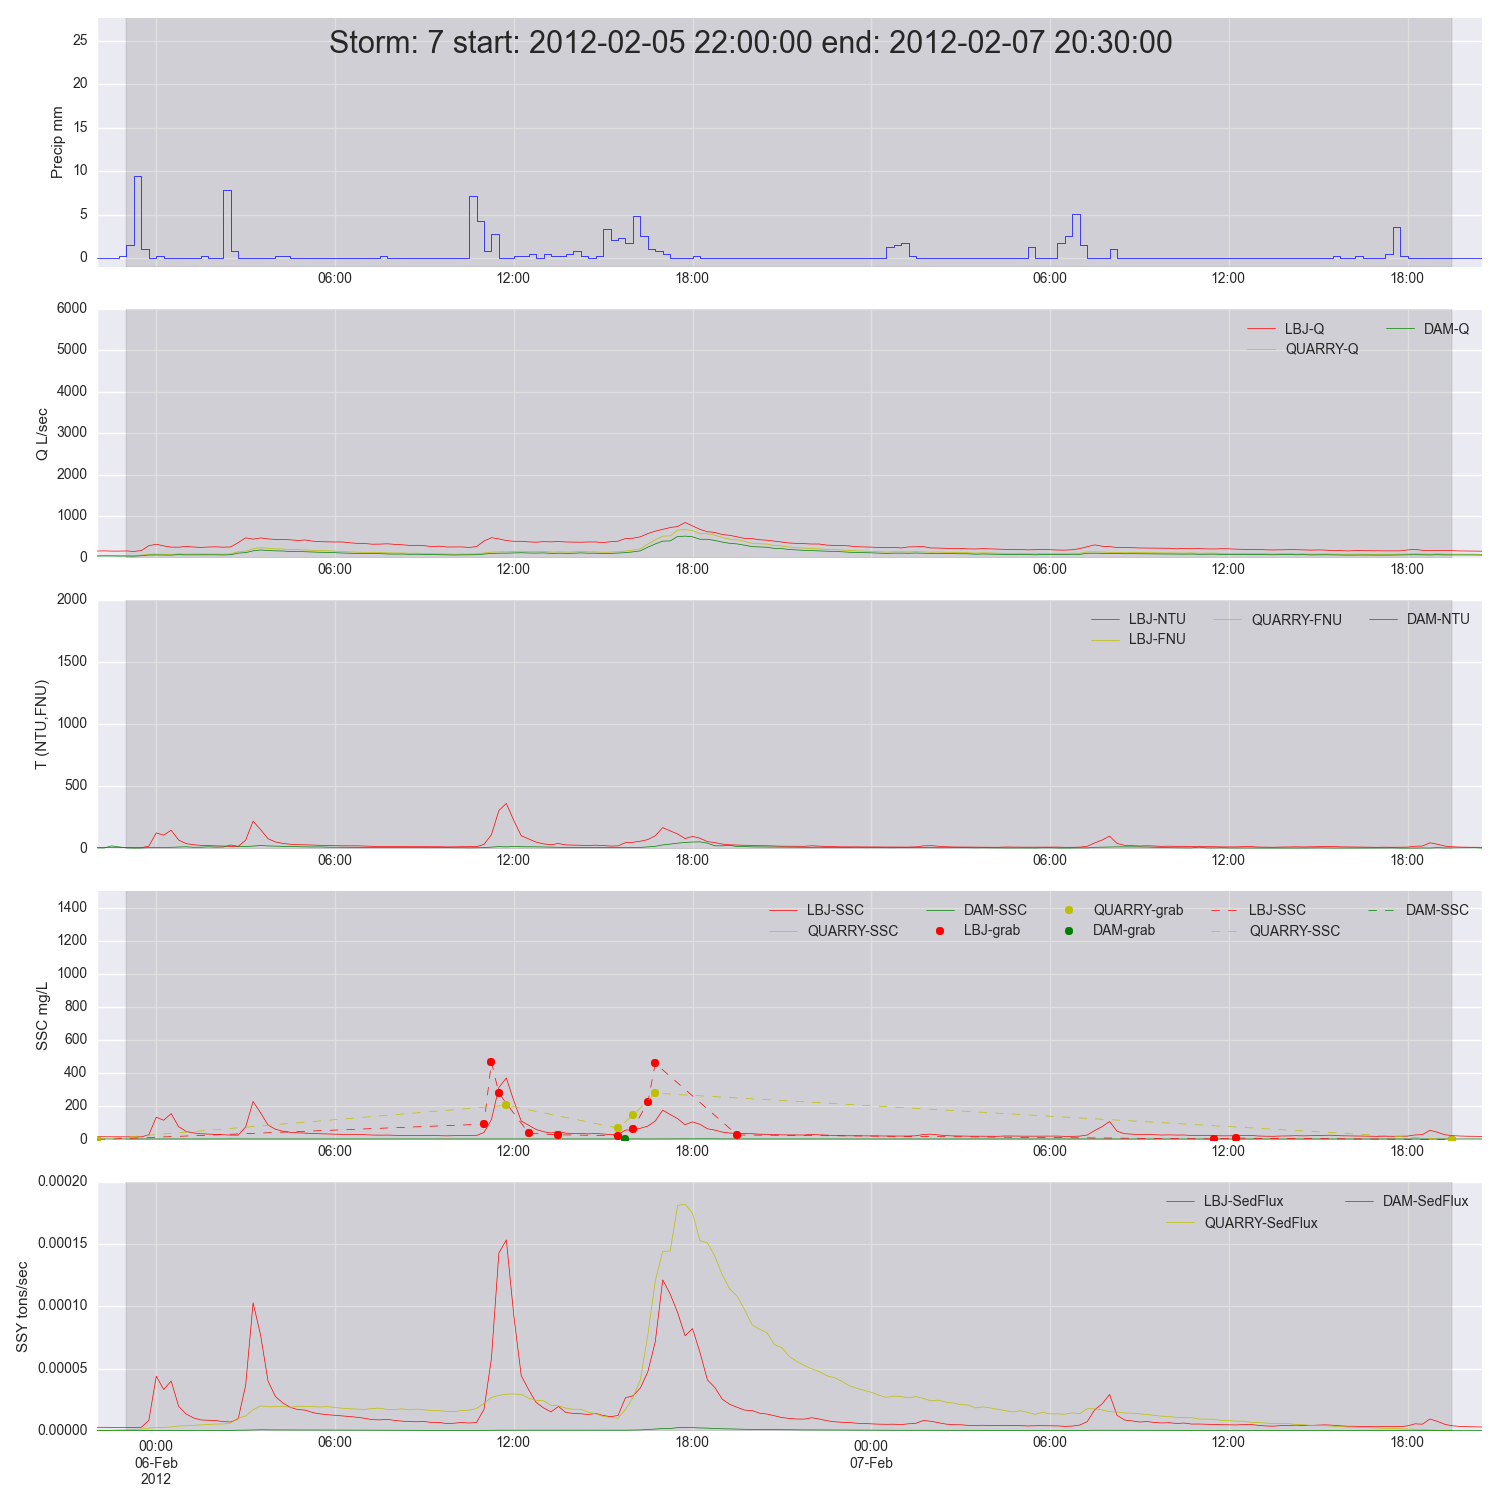 Storm: 7 start: 2012-02-05 22:00:00 end: 2012-02-07 20:30:00
Precip mm
25
20
15
10
5
0
06:00 12:00 18:00 06:00 12:00 18:00
Q L/sec
6000
5000
4000
3000
2000
1000
0
LBJ-Q DAM-Q
QUARRY-Q
06:00 12:00 18:00 06:00 12:00 18:00
T (NTU,FNU)
2000
1500
1000
500
0
LBJ-NTU QUARRY-FNU DAM-NTU
LBJ-FNU
06:00 12:00 18:00 06:00 12:00 18:00
SSC mg/L
1400
1200
1000
800
600
400
200
0
LBJ-SSC DAM-SSC QUARRY-grab LBJ-SSC DAM-SSC
QUARRY-SSC LBJ-grab DAM-grab QUARRY-SSC
06:00 12:00 18:00 06:00 12:00 18:00
SSY tons/sec
0.00020
0.00015
0.00010
0.00005
0.00000
LBJ-SedFlux DAM-SedFlux
QUARRY-SedFlux
00:00 06:00 12:00 18:00 00:00 06:00 12:00 18:00
06-Feb 07-Feb
2012